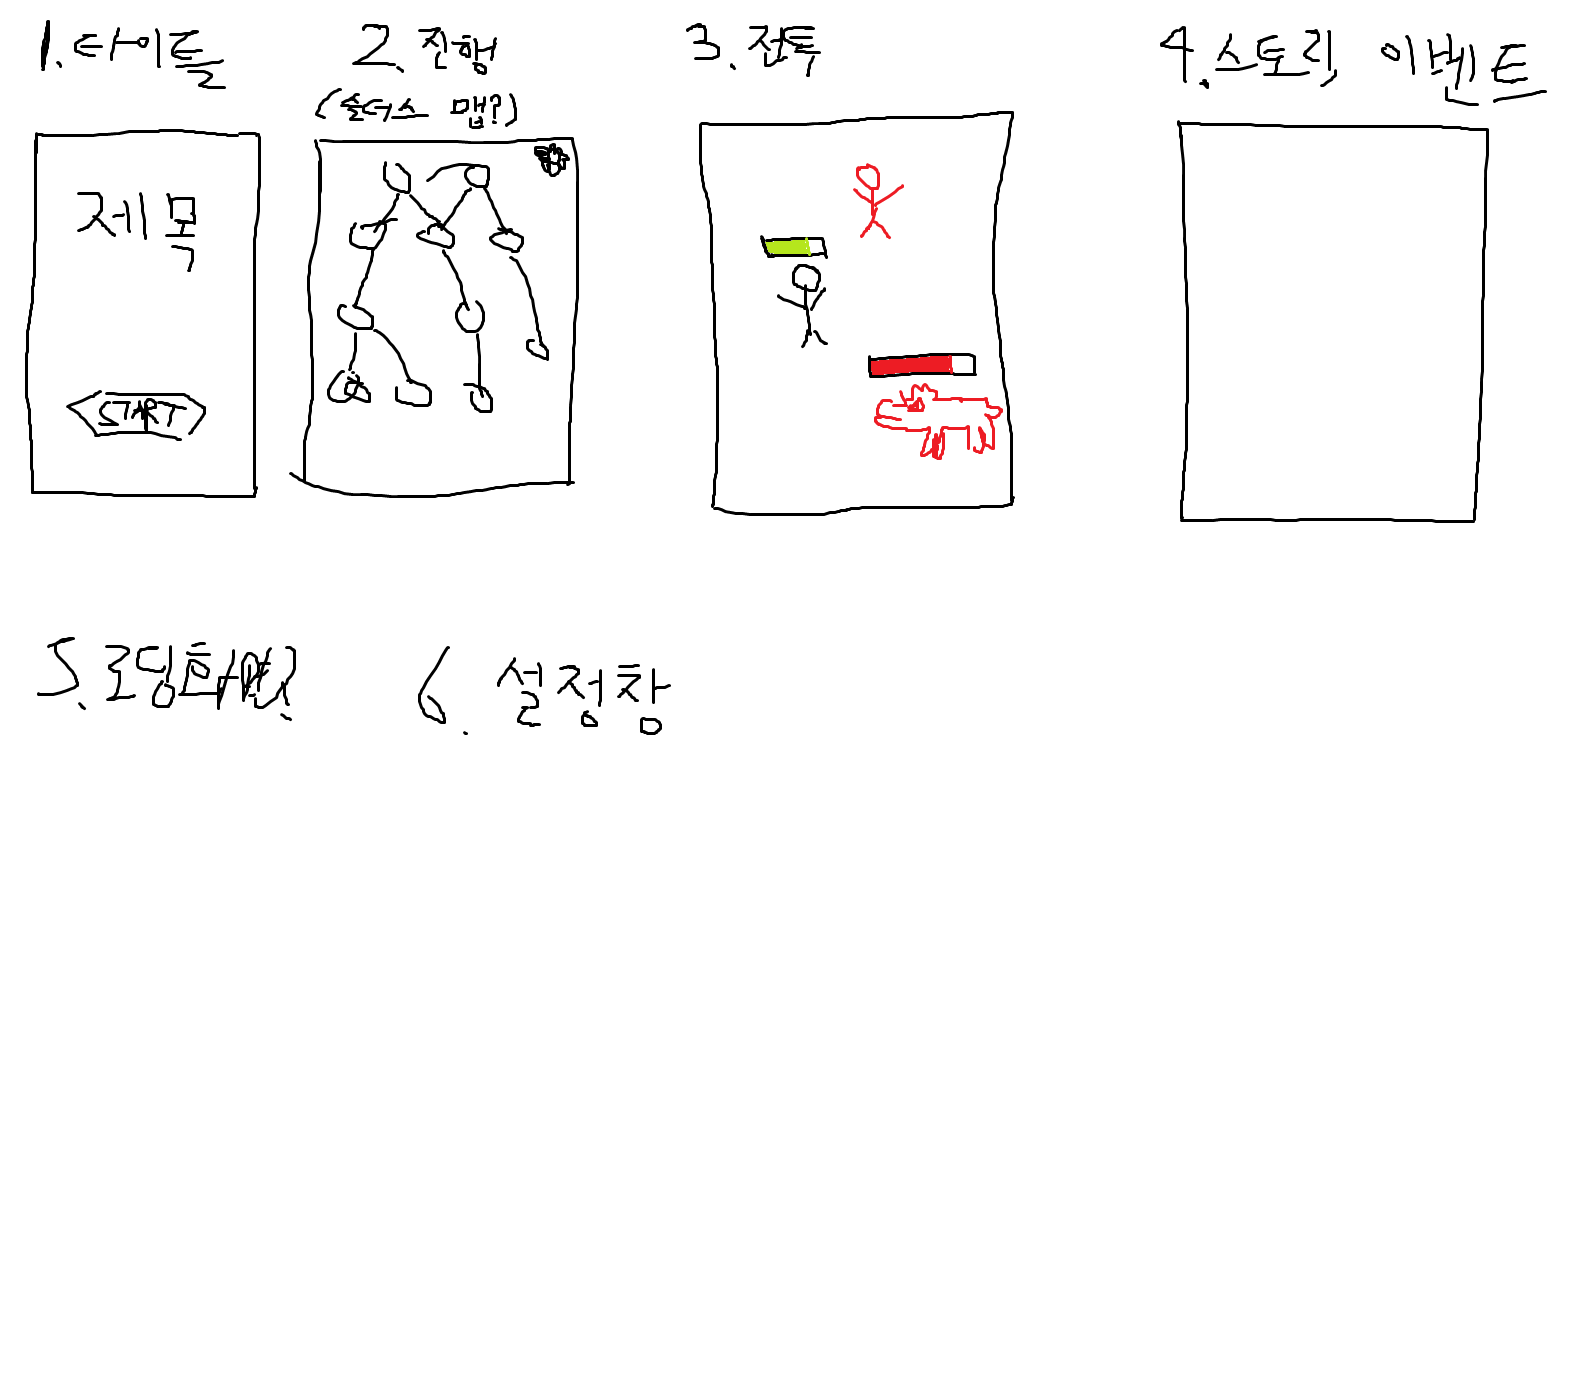 1. 타이틀
2. 진행
(슬더스 맵?)
3. 전투
4. 스토리, 이벤트
제목
START
5. 로딩화면?
6. 설정창